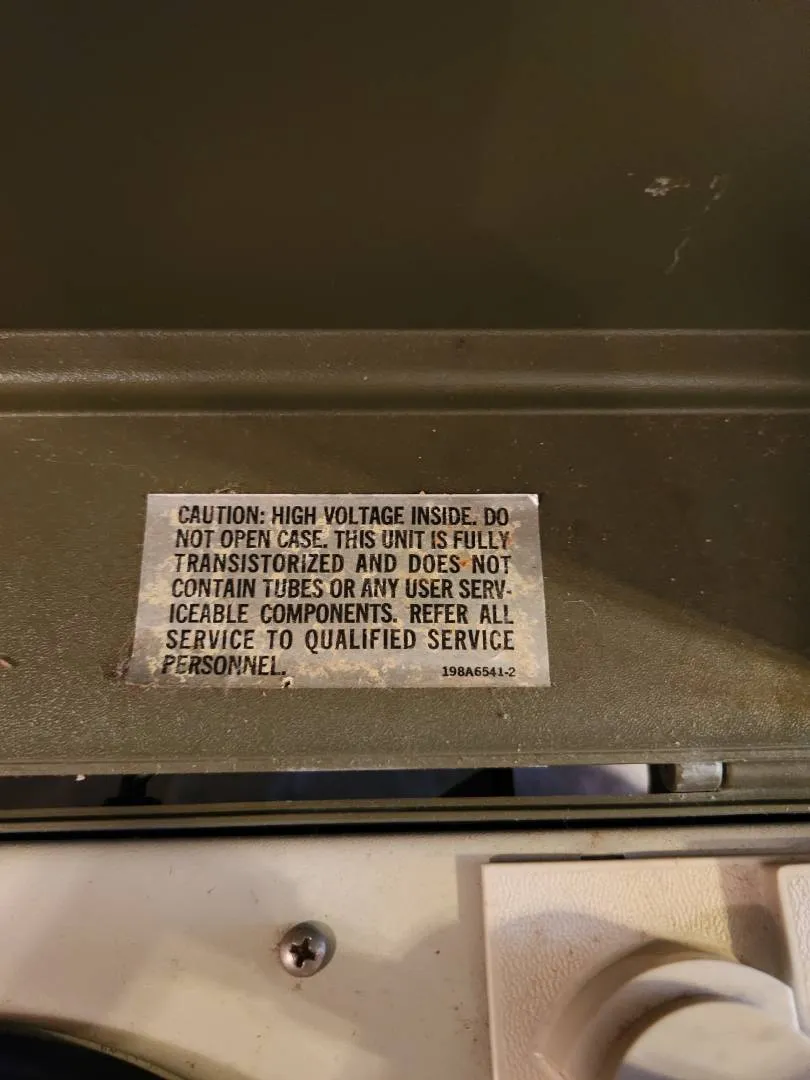 CAUTION: HIGH VOLTAGE INSIDE. DO
NOT OPEN CASE. THIS UNIT IS FULLY
TRANSISTORIZED AND DOES NOT
CONTAIN TUBES OR ANY USER SERV-
ICEABLE COMPONENTS. REFER ALL
SERVICE TO QUALIFIED SERVICE
PERSONNEL.
198A6541-2